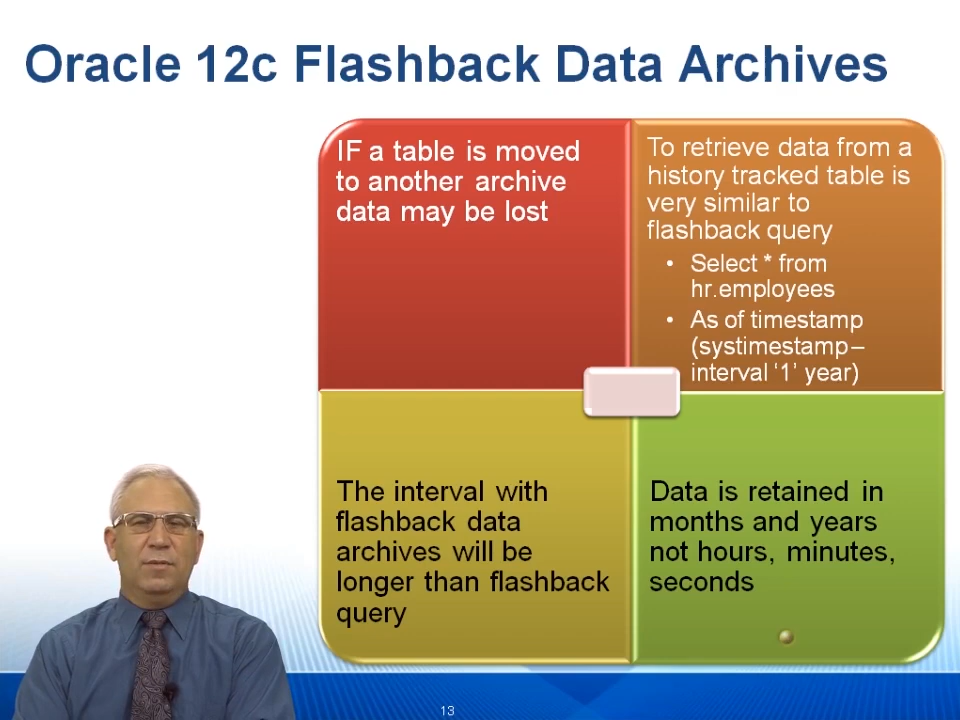 Oracle 12c Flashback Data Archives
IF a table is moved
to another archive
data may be lost
To retrieve data from a
history tracked table is
very similar to
flashback query
• Select * from
hr.employees
• As of timestamp
(systimestamp –
interval ‘1’ year)
The interval with
flashback data
archives will be
longer than flashback
query
Data is retained in
months and years
not hours, minutes,
seconds
13